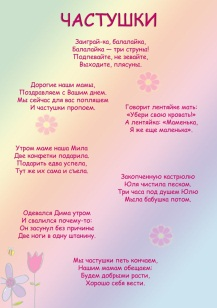 ЧАСТУШКИ
Заиграй-ка, балалайка,
Балалайка — три струны!
Подпевайте, не зевайте,
Выходите, плясуны.
Дорогие наши мамы,
Поздравляем с Вашим днем.
Мы сейчас для вас попляшем
И частушки пропоем.
Говорит лентяйке мать:
«Убери свою кровать!»
А лентяйка: «Маменька,
Я же еще маленька».
Утром маме наша Мила
Две конфетки подарила.
Подарить едва успела,
Тут же их сама и съела.
Закопченную кастрюлю
Юля чистила песком.
Три часа под душем Юлю
Мыла бабушка потом.
Одевался Дима утром
И свалился почему-то:
Он засунул без причины
Две ноги в одну штанину.
Мы частушки петь кончаем,
Нашим мамам обещаем:
Будем добрыми расти,
Хорошо себя вести.